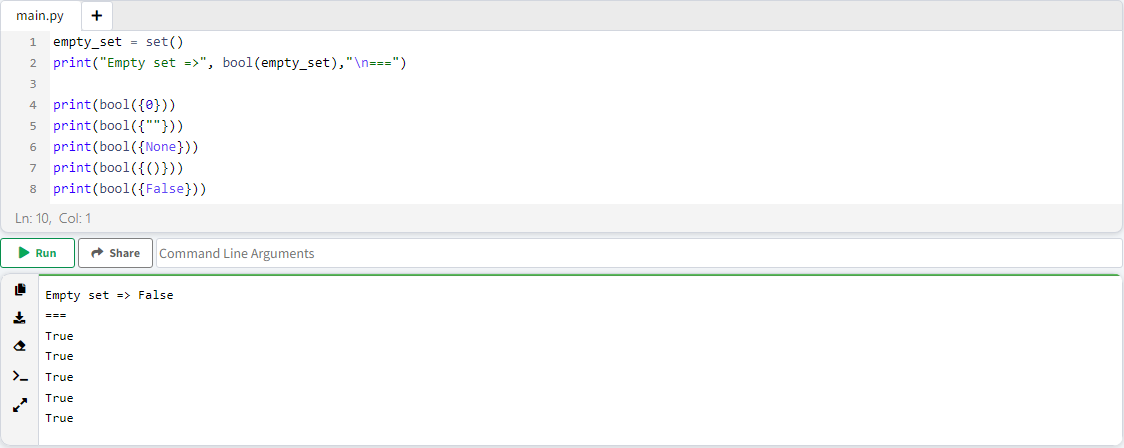 main.py +
1 empty_set = set()
2 print("Empty set =>", bool(empty_set),"\n===")
3
4 print(bool({0}))
5 print(bool({""}))
6 print(bool({None}))
7 print(bool({()}))
8 print(bool({False}))
Ln: 10, Col: 1
Run Share Command Line Arguments
Empty set => False
===
True
True
True
True
True